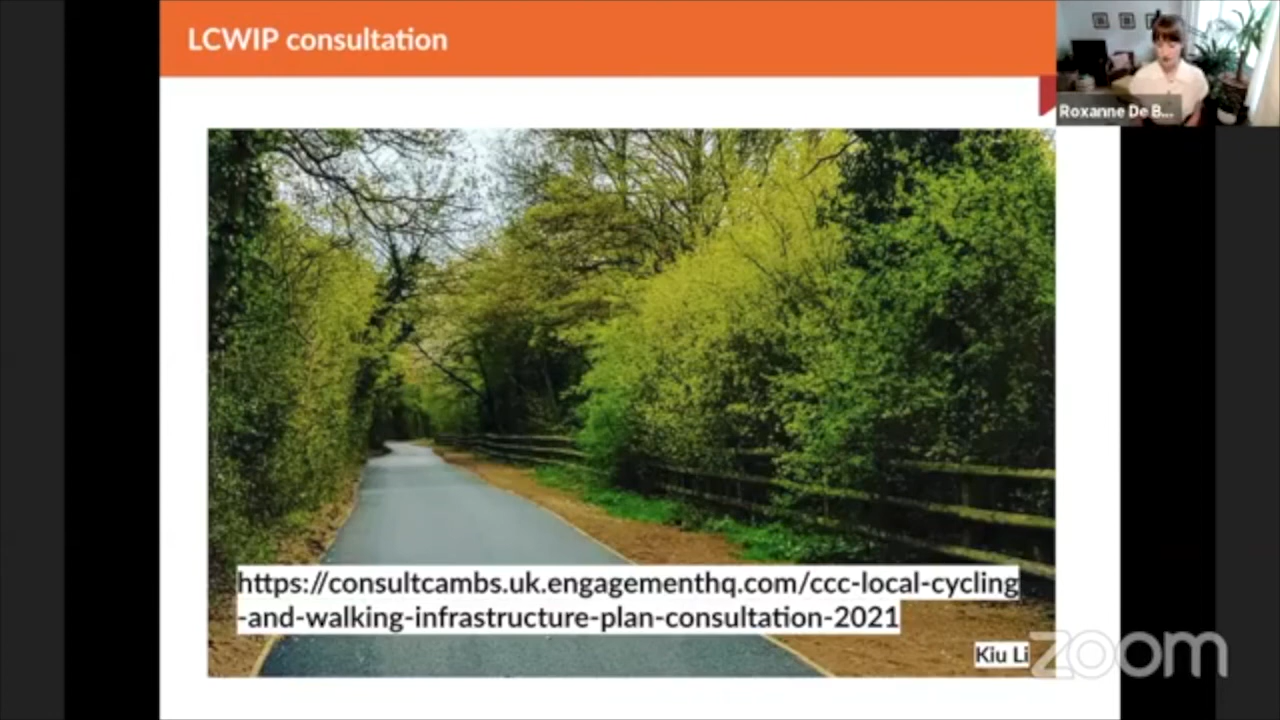 LCWIP consultation
Roxanne De B...
https://consultcambs.uk.engagementhq.com/ccc-local-cycling
-and-walking-infrastructure-plan-consultation-2021
Kiu Li
zoom